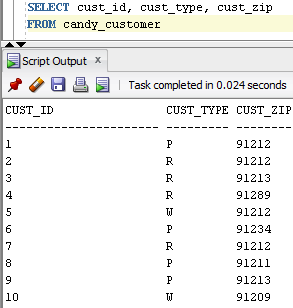 SELECT cust_id, cust_type, cust_zip
FROM candy_customer
Script Output x
Task completed in 0.024 seconds
CUST_ID CUST_TYPE CUST_ZIP
----------------------- --------- --------
1 P 91212
2 R 91212
3 R 91213
4 R 91289
5 W 91212
6 P 91234
7 R 91212
8 P 91211
9 P 91213
10 W 91209